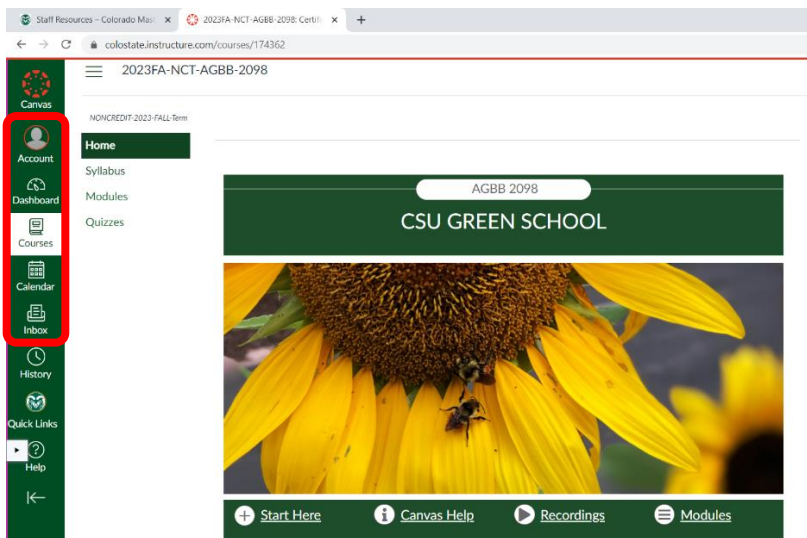 Staff Resources – Colorado Mas
2023FA-NCT-AGBB-2098: Certifi
colostate.instructure.com/courses/174362
2023FA-NCT-AGBB-2098
Canvas
Account
Dashboard
Courses
Calendar
Inbox
History
Quick Links
Help
NONCREDIT-2023-FALL-Term
Home
Syllabus
Modules
Quizzes
AGBB 2098
CSU GREEN SCHOOL
Start Here
Canvas Help
Recordings
Modules